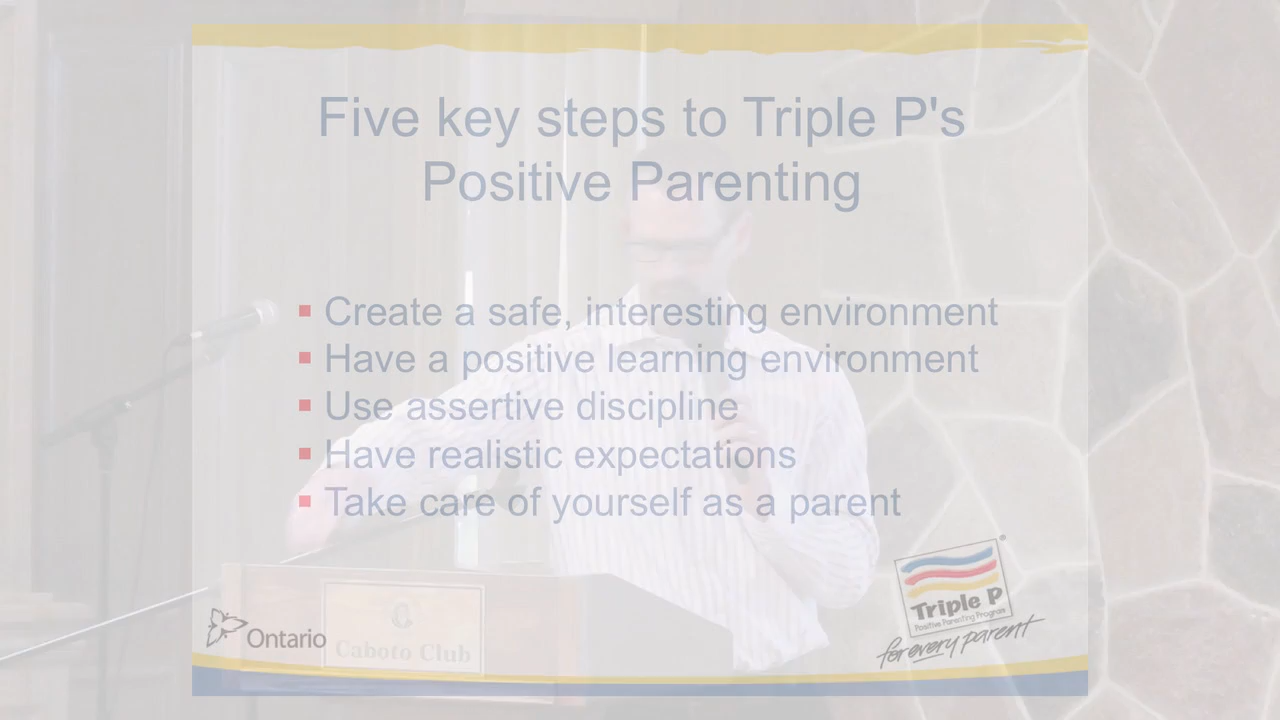 Five key steps to Triple P's
Positive Parenting
Create a safe, interesting environment
Have a positive learning environment
Use assertive discipline
Have realistic expectations
Take care of yourself as a parent
Ontario
Caboto Club
Triple P
Positive Parenting Program
for every parent